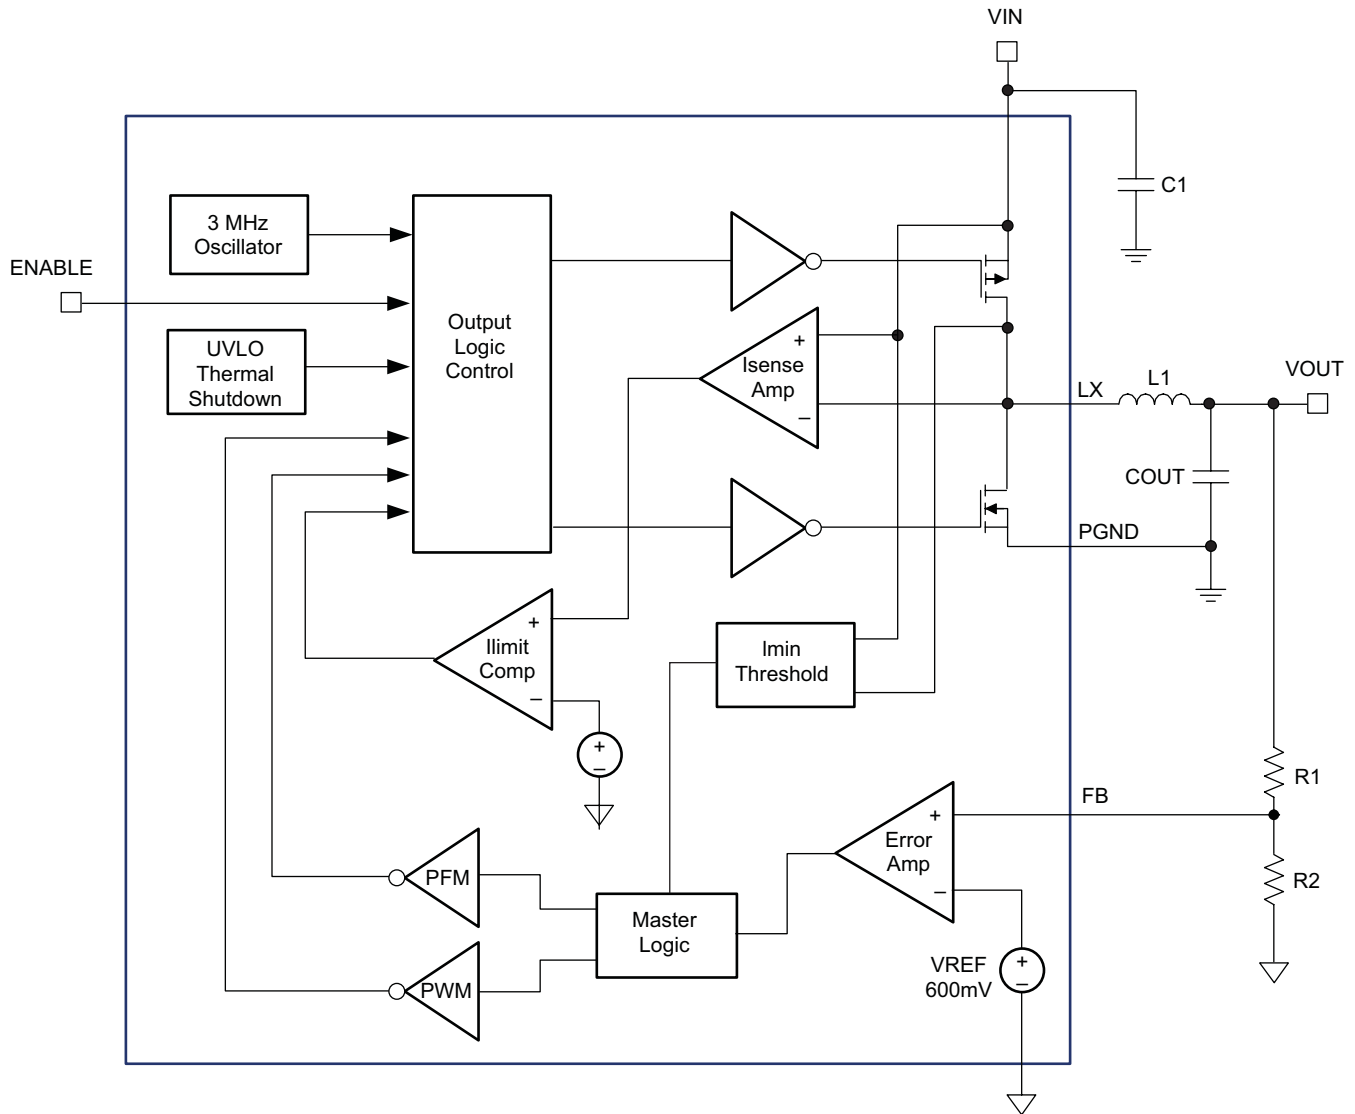 VIN
C1
3 MHz
Oscillator
ENABLE
UVLO
Thermal
Shutdown
Output
Logic
Control
+
Isense
Amp
–
LX
L1
VOUT
COUT
PGND
+
Ilimit
Comp
–
+
–
Imin
Threshold
R1
FB
+
Error
Amp
–
R2
PFM
Master
Logic
PWM
VREF
600mV
+
–